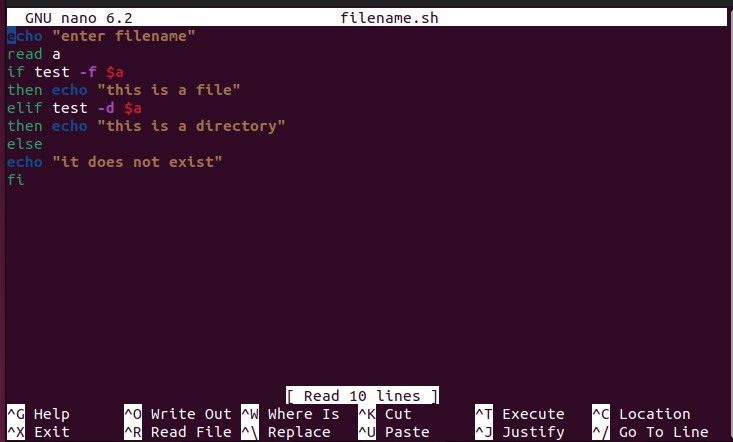 GNU nano 6.2 filename.sh
echo "enter filename"
read a
if test -f $a
then echo "this is a file"
elif test -d $a
then echo "this is a directory"
else
echo "it does not exist"
fi
[ Read 10 lines ]
^G Help ^O Write Out ^W Where Is ^K Cut ^T Execute ^C Location
^X Exit ^R Read File ^\ Replace ^U Paste ^J Justify ^/ Go To Line